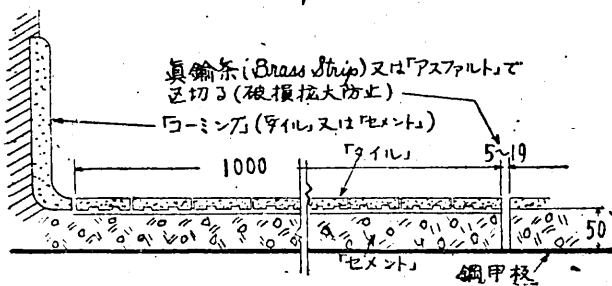 眞鍮条(Brass Strip)又は「アスファルト」で
区切る(破損拡大防止)
「コーミング」(「タイル」又は「セメント」)
5~19
1000
「タイル」
50
「セメント」
鋼甲板